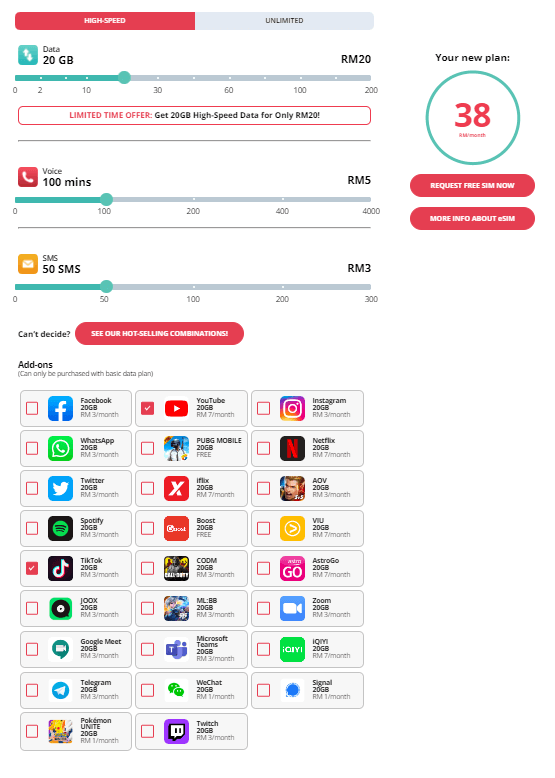 HIGH-SPEED
UNLIMITED
Data
20 GB
RM20
0 2 10 30 60 100 200
LIMITED TIME OFFER: Get 20GB High-Speed Data for Only RM20!
Voice
100 mins
RM5
0 100 200 400 4000
SMS
50 SMS
RM3
0 50 100 200 300
Can't decide?
SEE OUR HOT-SELLING COMBINATIONS!
Your new plan:
38
RM/month
REQUEST FREE SIM NOW
MORE INFO ABOUT eSIM
Add-ons
(Can only be purchased with basic data plan)
Facebook
20GB
RM 3/month
YouTube
20GB
RM 7/month
Instagram
20GB
RM 3/month
WhatsApp
20GB
RM 3/month
PUBG MOBILE
20GB
FREE
Netflix
20GB
RM 7/month
Twitter
20GB
RM 3/month
iflix
20GB
RM 7/month
AOV
20GB
RM 3/month
Spotify
20GB
RM 3/month
Boost
Boost
20GB
FREE
VIU
20GB
RM 7/month
TikTok
20GB
RM 3/month
CALL OF DUTY
CODM
20GB
RM 3/month
astro
GO
AstroGo
20GB
RM 7/month
JOOX
20GB
RM 3/month
ML:BB
20GB
RM 3/month
Zoom
20GB
RM 3/month
Google Meet
20GB
RM 3/month
Microsoft
Teams
20GB
RM 3/month
iQIYI
iQIYI
20GB
RM 7/month
Telegram
20GB
RM 3/month
WeChat
20GB
RM 1/month
Signal
20GB
RM 1/month
Pokémon
UNITE
20GB
RM 1/month
Twitch
20GB
RM 3/month